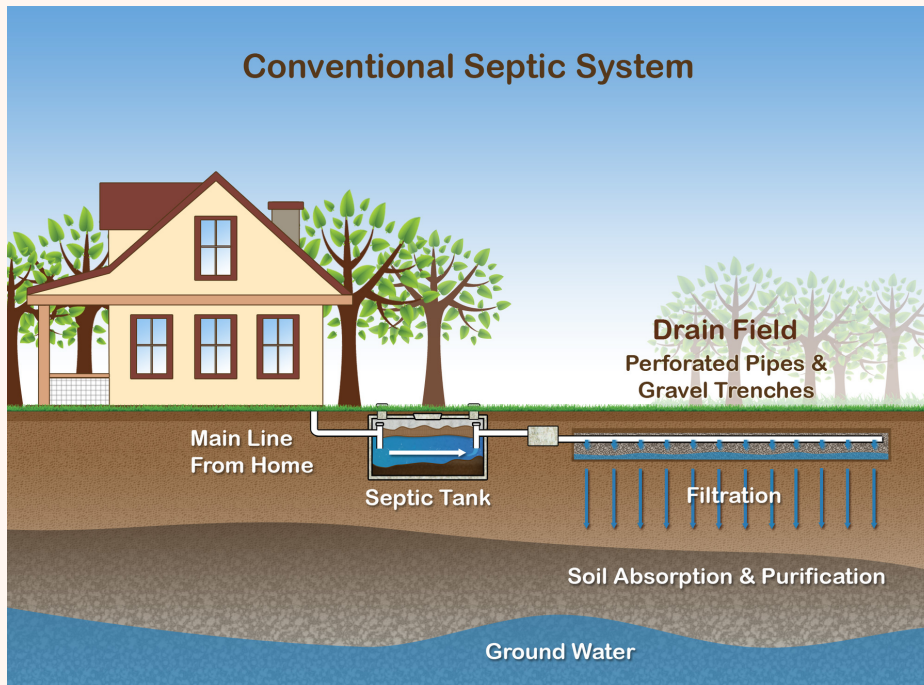 Conventional Septic System
Drain Field
Perforated Pipes &
Gravel Trenches
Main Line
From Home
Septic Tank
Filtration
Soil Absorption & Purification
Ground Water